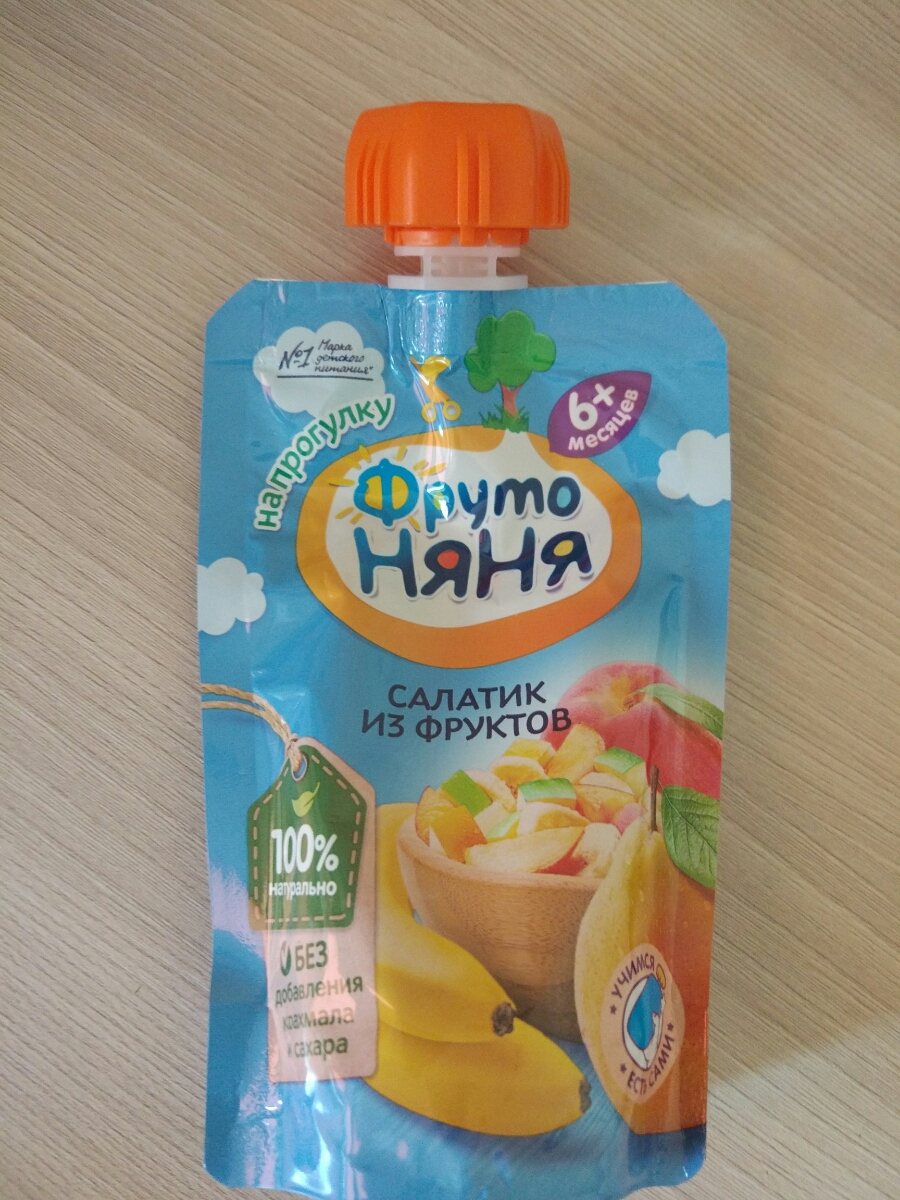 №1 Марка
детского
питания*
на прогулку
6+
месяцев
Фруто
НЯНЯ
САЛАТИК
ИЗ ФРУКТОВ
100%
натурально
БЕЗ
добавления
крахмала
и сахара
УЧИМСЯ
ЕСТЬ САМИ